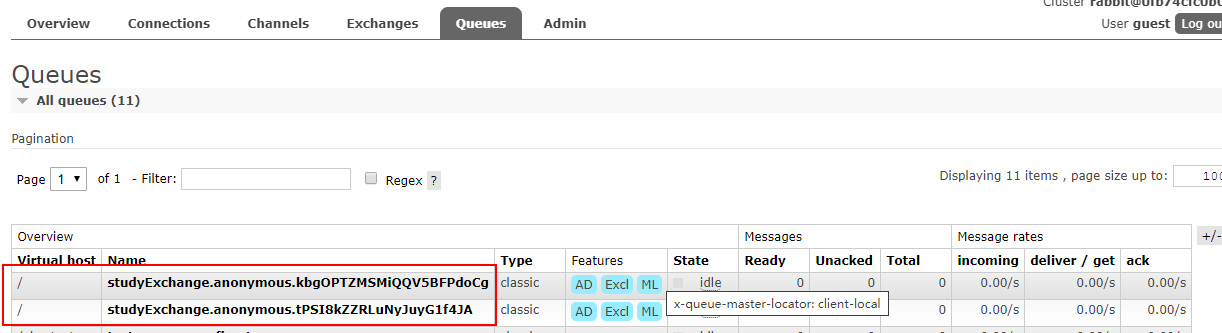 Cluster rabbit@0fb74cfc0b
Overview Connections Channels Exchanges Queues Admin User guest Log ou
Queues
All queues (11)
Pagination
Page 1 of 1 - Filter: Regex ? Displaying 11 items , page size up to: 100
Overview Messages Message rates +/-
Virtual host Name Type Features State Ready Unacked Total incoming deliver / get ack
/ studyExchange.anonymous.kbgOPTZMSMiQQV5BFPdoCg classic AD Excl ML idle 0 0 0 0.00/s 0.00/s 0.00/s
/ studyExchange.anonymous.tPSI8kZZRLuNyJuyG1f4JA classic AD Excl ML 0 0.00/s 0.00/s 0.00/s
x-queue-master-locator: client-local